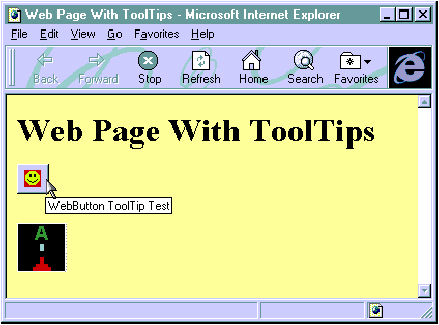 Web Page With ToolTips - Microsoft Internet Explorer
File Edit View Go Favorites Help
Back Forward Stop Refresh Home Search Favorites
Web Page With ToolTips
WebButton ToolTip Test
A